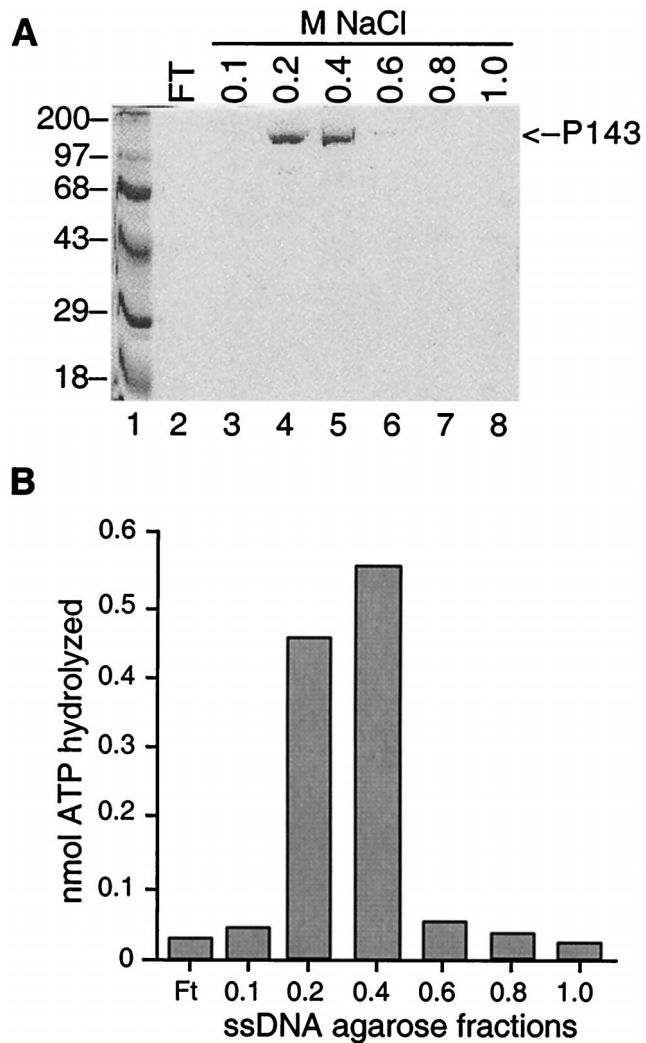 A
M NaCl
FT 0.1 0.2 0.4 0.6 0.8 1.0
200–
<–P143
97–
68–
43–
29–
18–
1 2 3 4 5 6 7 8
B
nmol ATP hydrolyzed
0.6
0.5
0.4
0.3
0.2
0.1
0
Ft 0.1 0.2 0.4 0.6 0.8 1.0
ssDNA agarose fractions